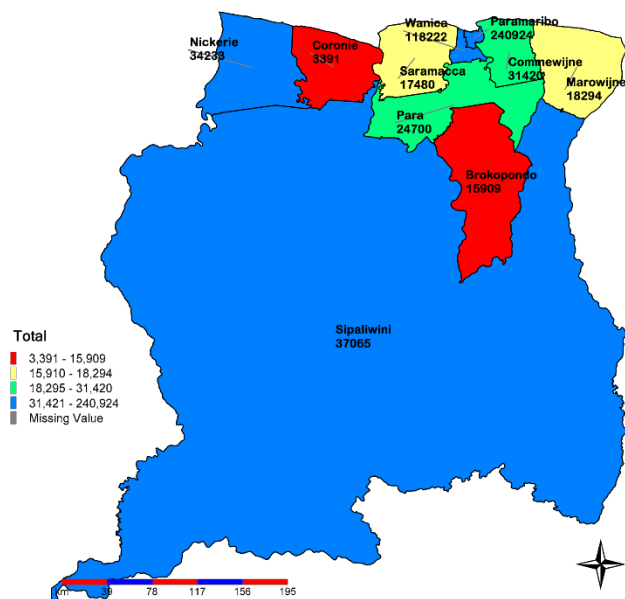 Nickerie
34233
Coronie
3391
Wanica
118222
Paramaribo
240924
Saramacca
17480
Commewijne
31420
Marowijne
18294
Para
24700
Brokopondo
15909
Sipaliwini
37065
Total
3,391 - 15,909
15,910 - 18,294
18,295 - 31,420
31,421 - 240,924
Missing Value
km 39 78 117 156 195